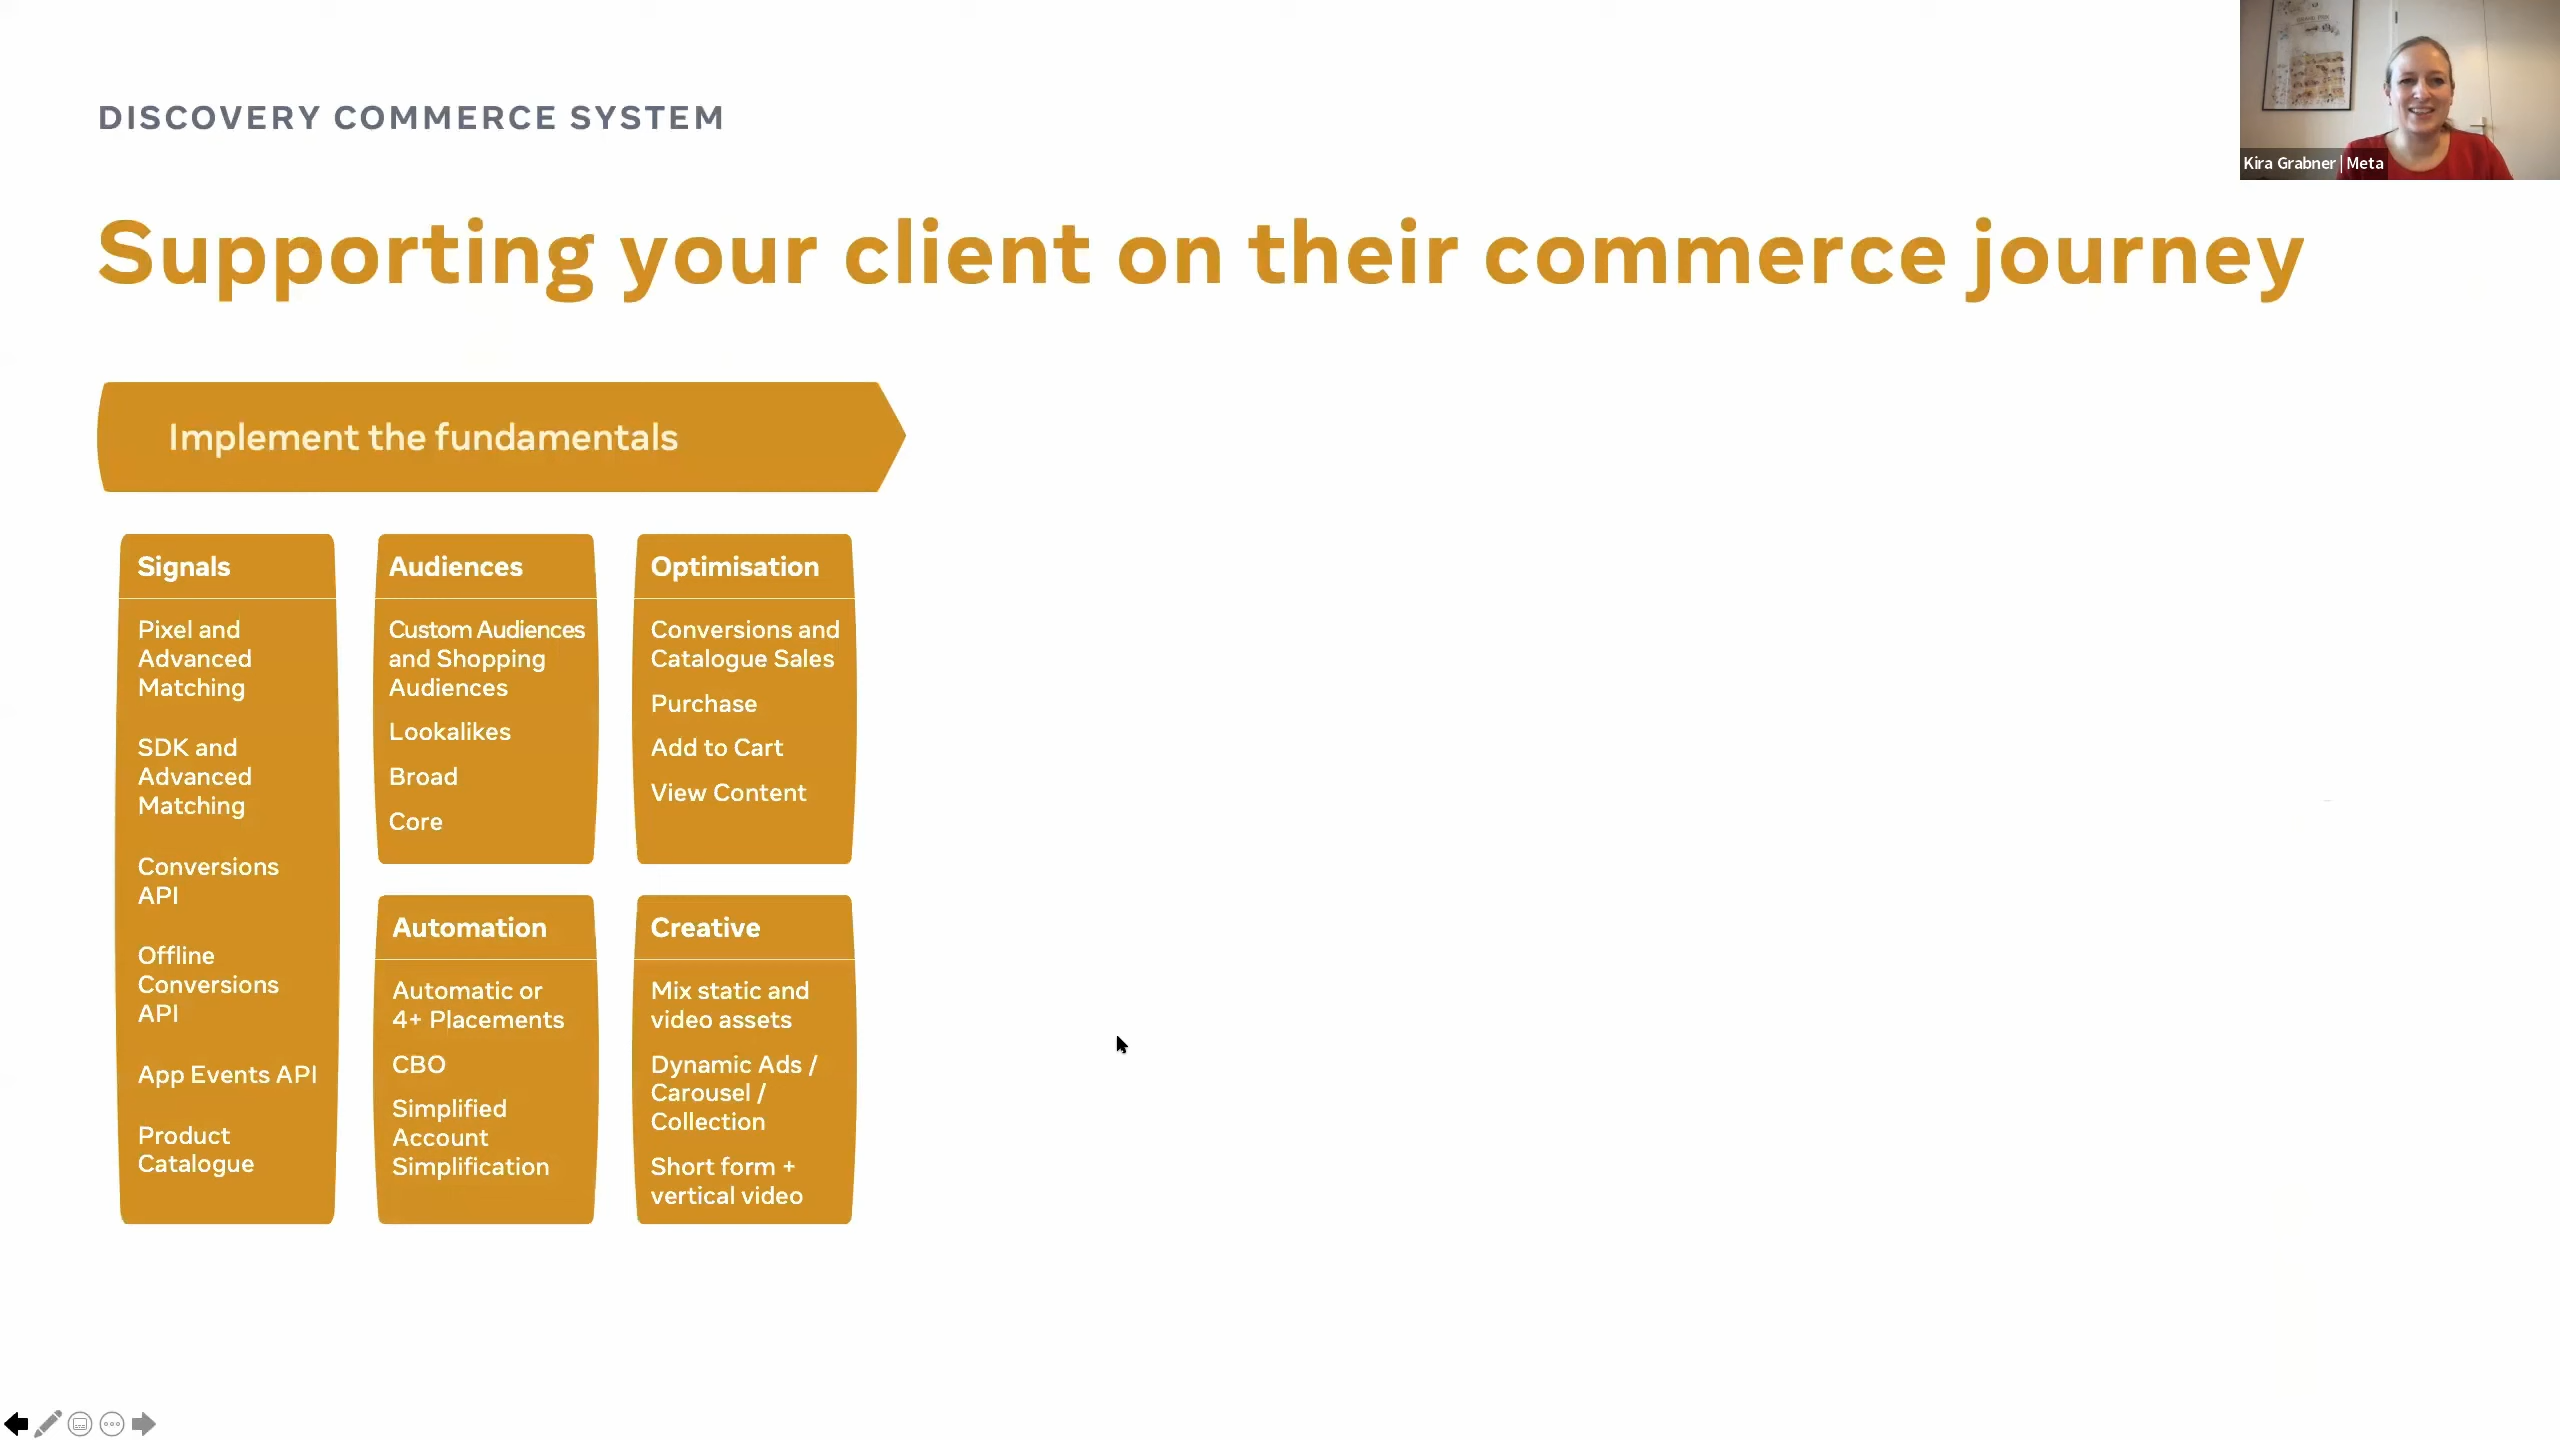 DISCOVERY COMMERCE SYSTEM
Kira Grabner | Meta
Supporting your client on their commerce journey
Implement the fundamentals
Signals
Pixel and
Advanced
Matching
SDK and
Advanced
Matching
Conversions
API
Offline
Conversions
API
App Events API
Product
Catalogue
Audiences
Custom Audiences
and Shopping
Audiences
Lookalikes
Broad
Core
Optimisation
Conversions and
Catalogue Sales
Purchase
Add to Cart
View Content
Automation
Automatic or
4+ Placements
CBO
Simplified
Account
Simplification
Creative
Mix static and
video assets
Dynamic Ads /
Carousel /
Collection
Short form +
vertical video